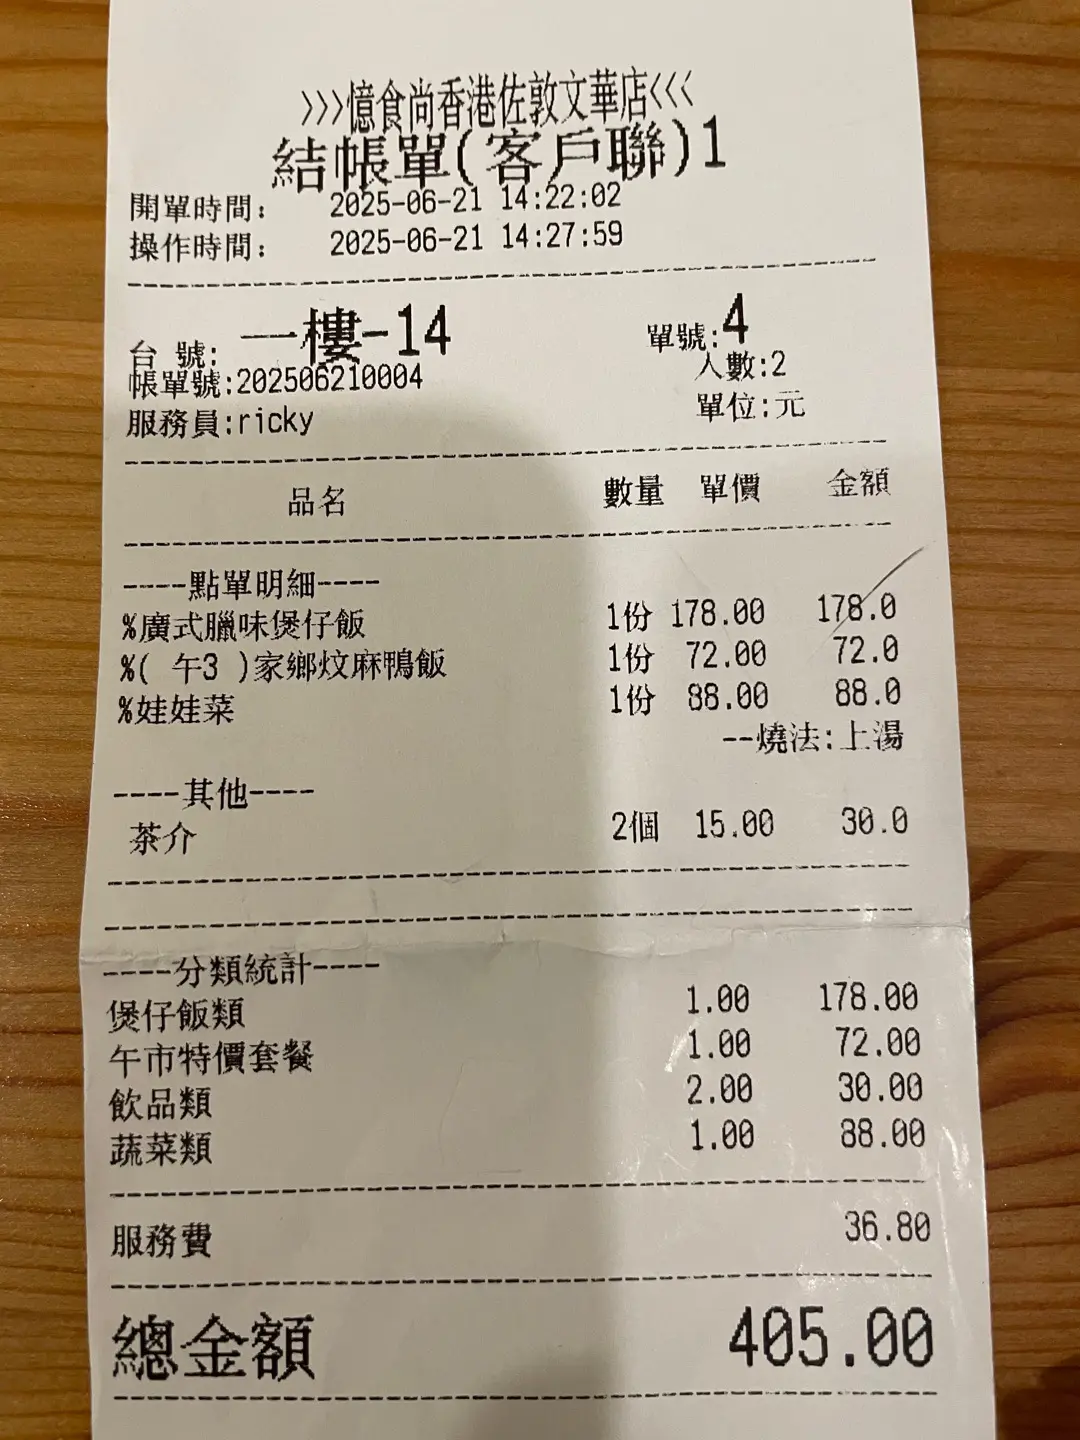 >>>憶食尚香港佐敦文華店<<<
結帳單(客戶聯)1
開單時間: 2025-06-21 14:22:02
操作時間: 2025-06-21 14:27:59
台 號: 一樓-14 單號:4
帳單號:202506210004 人數:2
服務員:ricky 單位:元
品名 數量 單價 金額
----點單明細----
%廣式臘味煲仔飯 1份 178.00 178.0
%( 午3 )家鄉炆麻鴨飯 1份 72.00 72.0
%娃娃菜 1份 88.00 88.0
--燒法:上湯
----其他----
茶介 2個 15.00 30.0
----分類統計----
煲仔飯類 1.00 178.00
午市特價套餐 1.00 72.00
飲品類 2.00 30.00
蔬菜類 1.00 88.00
服務費 36.80
總金額 405.00